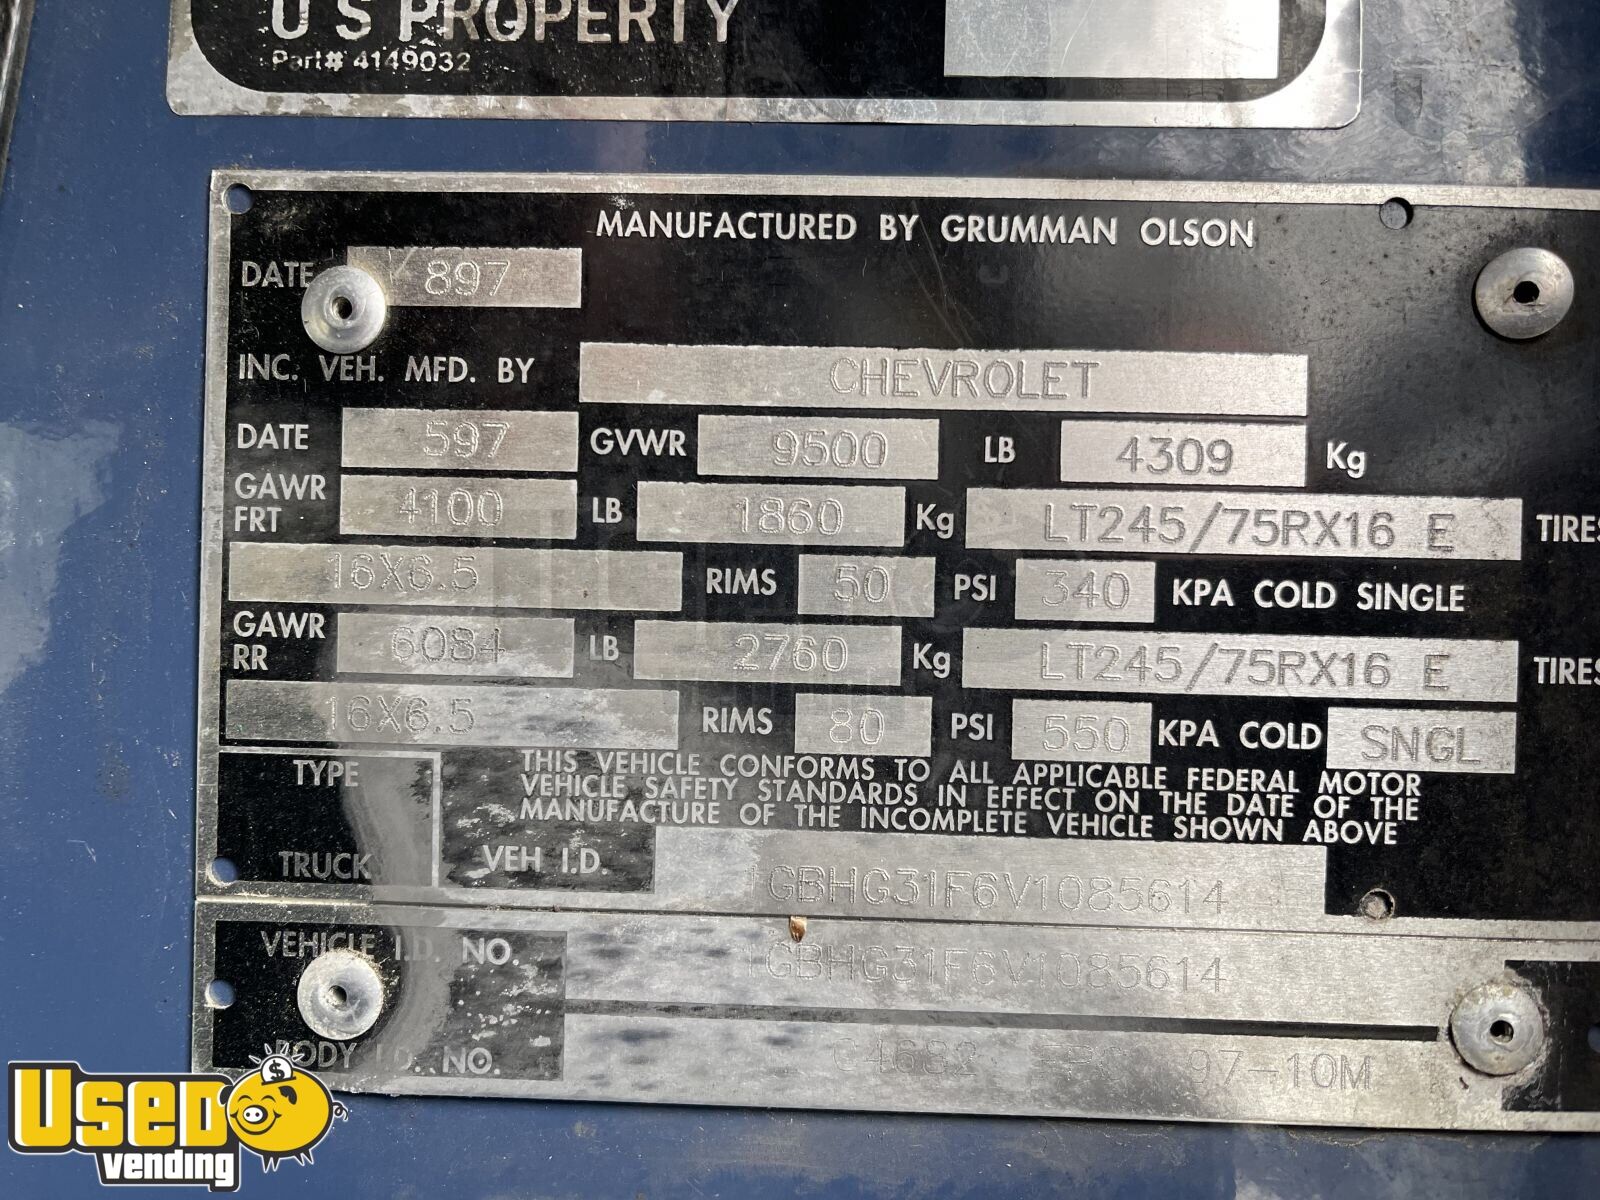 U S PROPERTY
Part# 4149032
MANUFACTURED BY GRUMMAN OLSON
DATE 897
INC. VEH. MFD. BY CHEVROLET
DATE 597 GVWR 9500 LB 4309 Kg
GAWR FRT 4100 LB 1860 Kg LT245/75RX16 E TIRES
16X6.5 RIMS 50 PSI 340 KPA COLD SINGLE
GAWR RR 6084 LB 2760 Kg LT245/75RX16 E TIRES
16X6.5 RIMS 80 PSI 550 KPA COLD SNGL
TYPE TRUCK
THIS VEHICLE CONFORMS TO ALL APPLICABLE FEDERAL MOTOR
VEHICLE SAFETY STANDARDS IN EFFECT ON THE DATE OF THE
MANUFACTURE OF THE INCOMPLETE VEHICLE SHOWN ABOVE
VEH I.D. 1GBHG31F6V1085614
VEHICLE I.D. NO. 1GBHG31F6V1085614
BODY I.D. NO. C4682 97-10M
USED vending